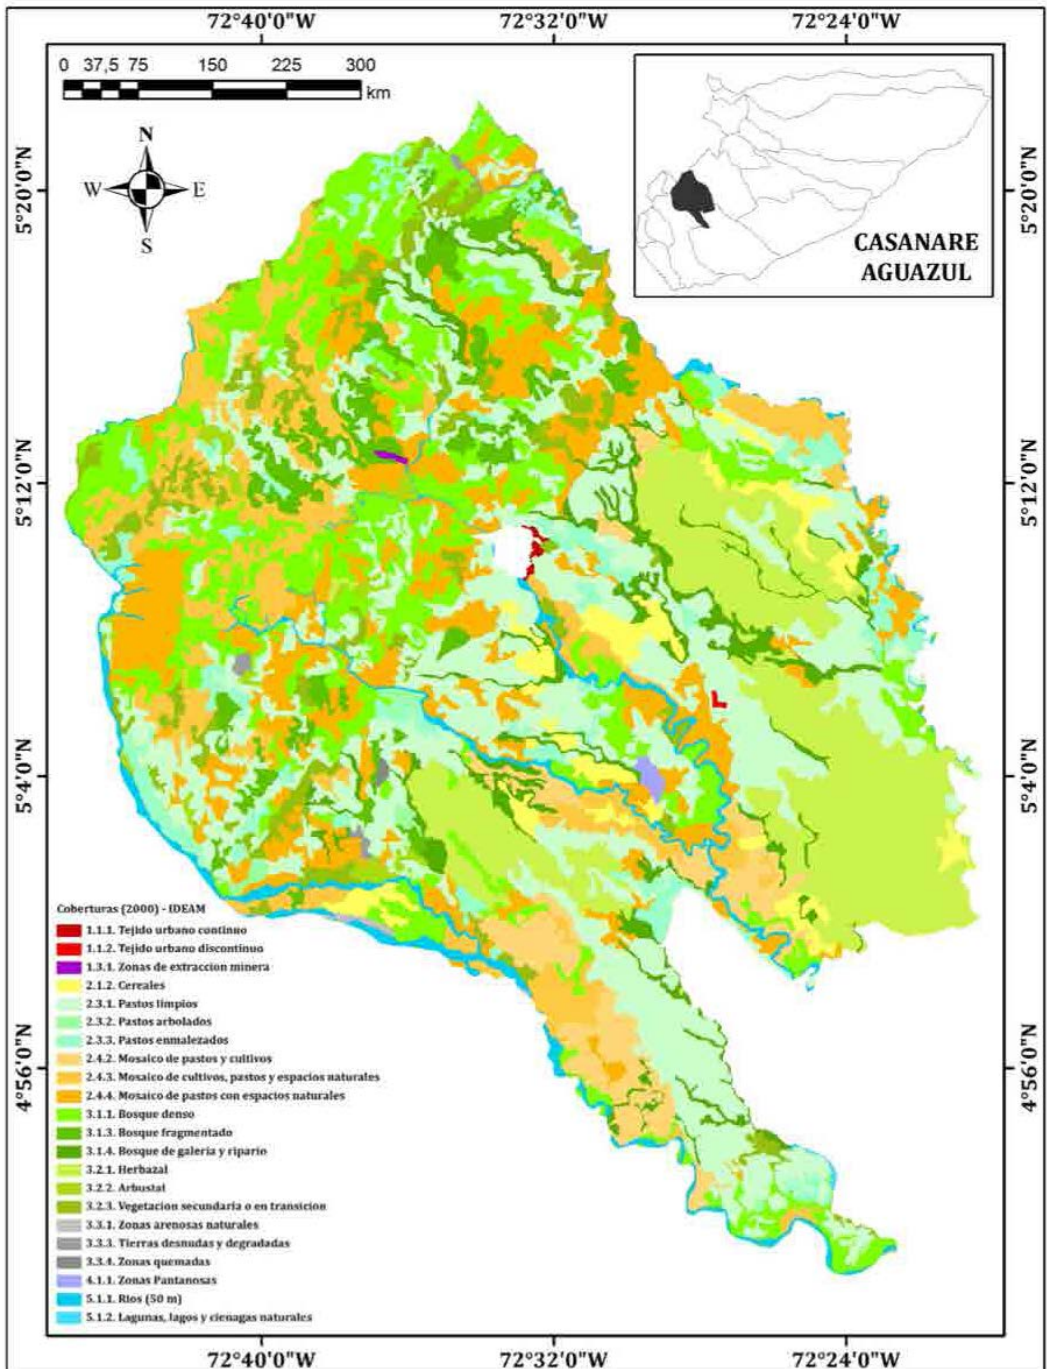 72°40'0"W 72°32'0"W 72°24'0"W
0 37,5 75 150 225 300
km
N
W E
S
CASANARE
AGUAZUL
5°20'0"N 5°20'0"N
5°12'0"N 5°12'0"N
5°4'0"N 5°4'0"N
4°56'0"N 4°56'0"N
Coberturas (2000) - IDEAM
1.1.1. Tejido urbano continuo
1.1.2. Tejido urbano discontinuo
1.3.1. Zonas de extraccion minera
2.1.2. Cereales
2.3.1. Pastos limpios
2.3.2. Pastos arbolados
2.3.3. Pastos enmalezados
2.4.2. Mosaico de pastos y cultivos
2.4.3. Mosaico de cultivos, pastos y espacios naturales
2.4.4. Mosaico de pastos con espacios naturales
3.1.1. Bosque denso
3.1.3. Bosque fragmentado
3.1.4. Bosque de galeria y ripario
3.2.1. Herbazal
3.2.2. Arbustal
3.2.3. Vegetacion secundaria o en transicion
3.3.1. Zonas arenosas naturales
3.3.3. Tierras desnudas y degradadas
3.3.4. Zonas quemadas
4.1.1. Zonas Pantanosas
5.1.1. Rios (50 m)
5.1.2. Lagunas, lagos y cienagas naturales
72°40'0"W 72°32'0"W 72°24'0"W